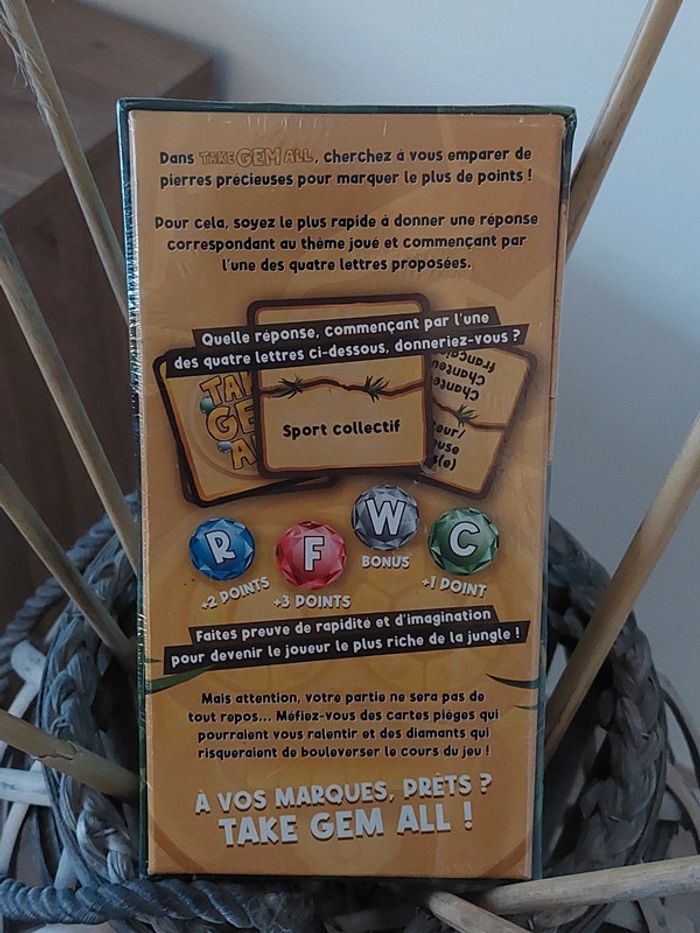 Dans TAKE GEM ALL, cherchez à vous emparer de
pierres précieuses pour marquer le plus de points !
Pour cela, soyez le plus rapide à donner une réponse
correspondant au thème joué et commençant par
l'une des quatre lettres proposées.
Quelle réponse, commençant par l'une
des quatre lettres ci-dessous, donneriez-vous ?
Sport collectif
R
F
W
C
+2 POINTS
+3 POINTS
BONUS
+1 POINT
Faites preuve de rapidité et d'imagination
pour devenir le joueur le plus riche de la jungle !
Mais attention, votre partie ne sera pas de
tout repos... Méfiez-vous des cartes pièges qui
pourraient vous ralentir et des diamants qui
risqueraient de bouleverser le cours du jeu !
À VOS MARQUES, PRÊTS ?
TAKE GEM ALL !